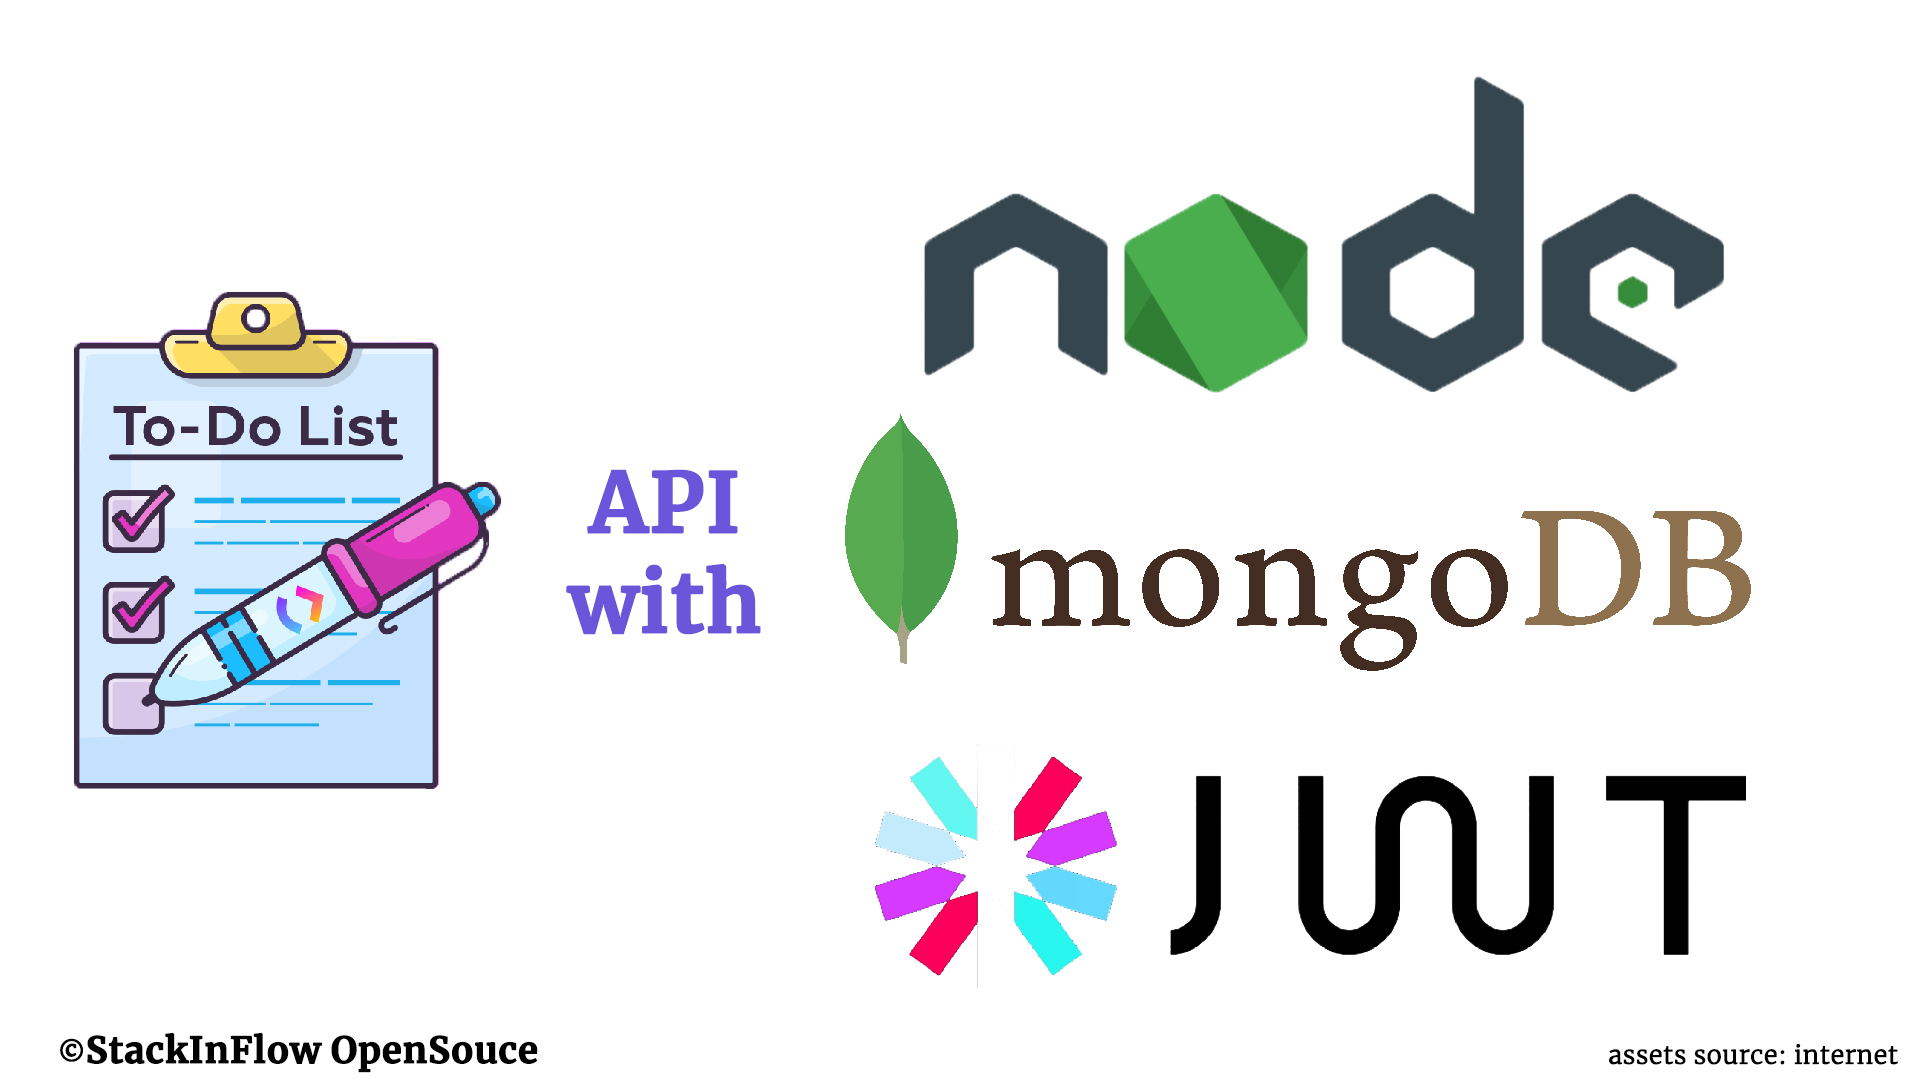 To-Do List
API
with
node
mongoDB
JWT
©StackInFlow OpenSouce
assets source: internet